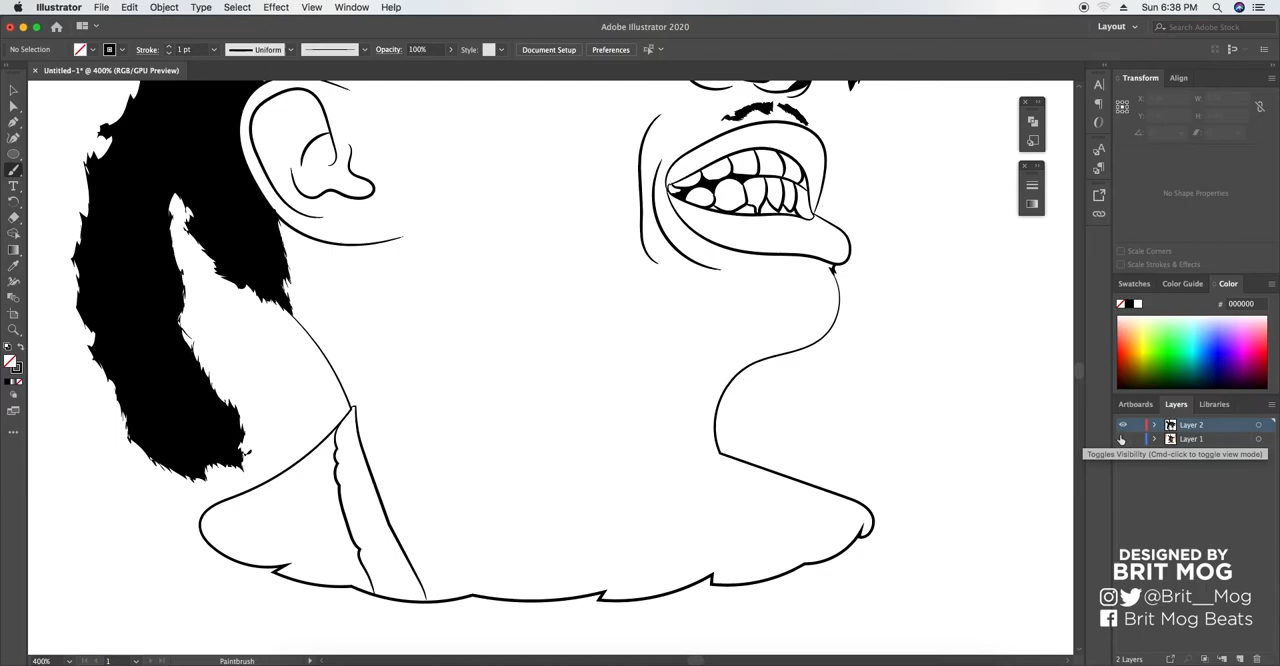 Illustrator File Edit Object Type Select Effect View Window Help Sun 6:38 PM
Adobe Illustrator 2020 Layout Search Adobe Stock
No Selection Stroke: 1 pt Uniform Opacity: 100% Style: Document Setup Preferences
× Untitled-1* @ 400% (RGB/GPU Preview)
Transform Align
X: W:
Y: H:
No Shape Properties
Scale Corners
Scale Strokes & Effects
Swatches Color Guide Color
# 000000
Artboards Layers Libraries
Layer 2
Layer 1
Toggles Visibility (Cmd-click to toggle view mode)
DESIGNED BY
BRIT MOG
@Brit__Mog
Brit Mog Beats
400% 1 Paintbrush 2 Layers